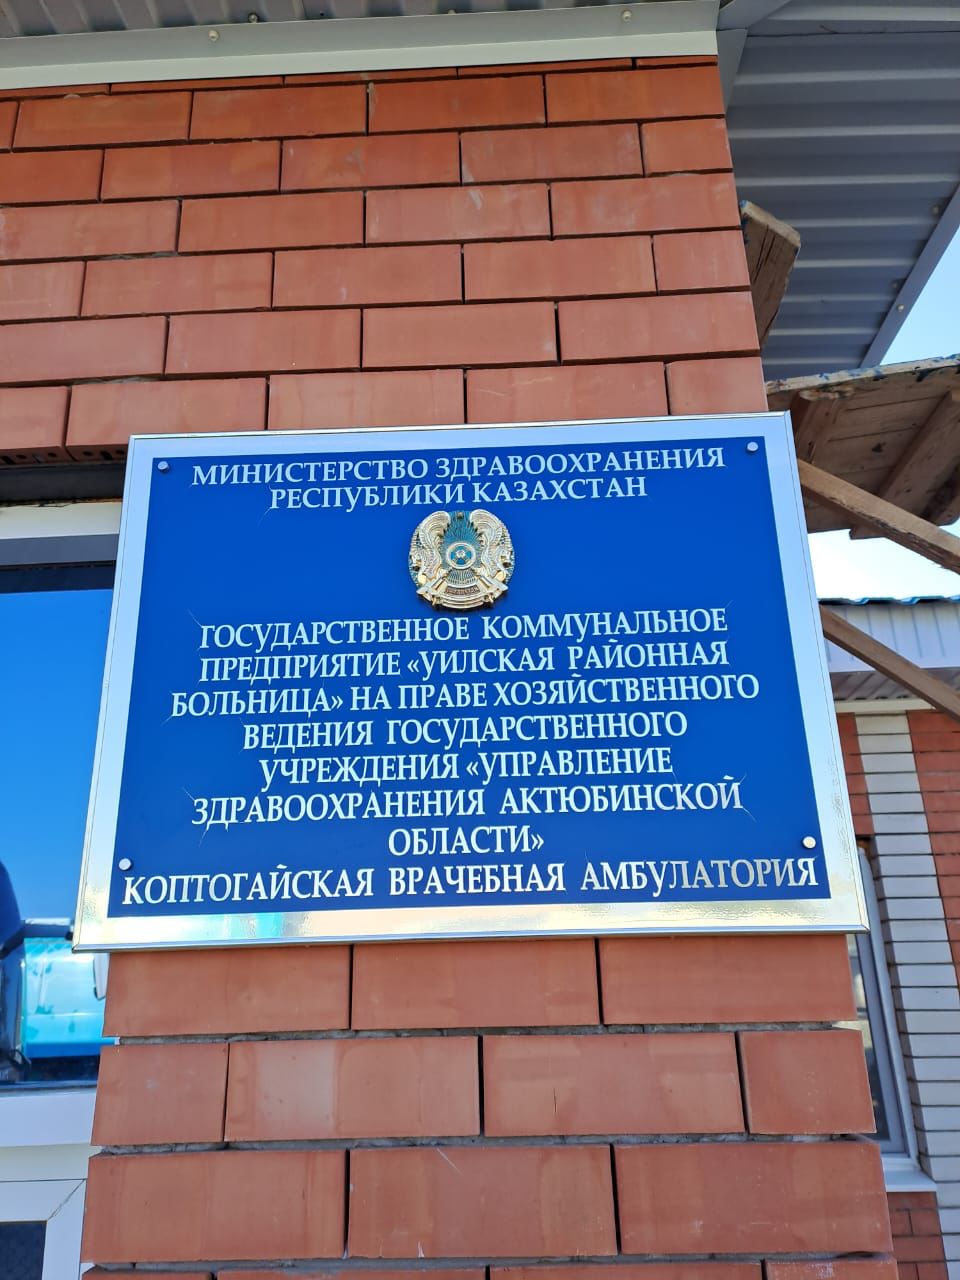 МИНИСТЕРСТВО ЗДРАВООХРАНЕНИЯ
РЕСПУБЛИКИ КАЗАХСТАН
ГОСУДАРСТВЕННОЕ КОММУНАЛЬНОЕ
ПРЕДПРИЯТИЕ «УИЛСКАЯ РАЙОННАЯ
БОЛЬНИЦА» НА ПРАВЕ ХОЗЯЙСТВЕННОГО
ВЕДЕНИЯ ГОСУДАРСТВЕННОГО
УЧРЕЖДЕНИЯ «УПРАВЛЕНИЕ
ЗДРАВООХРАНЕНИЯ АКТЮБИНСКОЙ
ОБЛАСТИ»
КОПТОГАЙСКАЯ ВРАЧЕБНАЯ АМБУЛАТОРИЯ